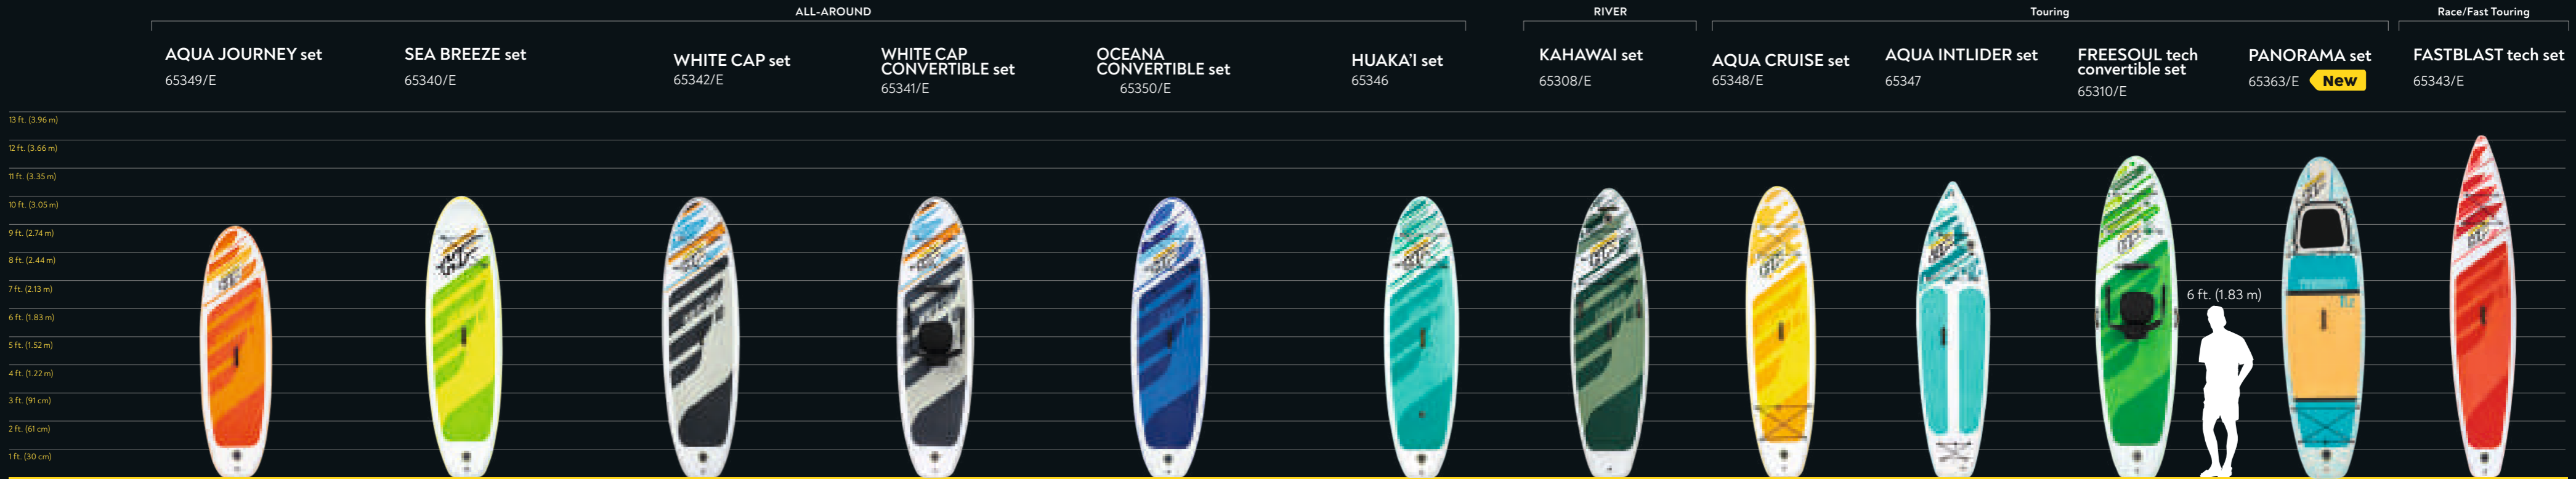 ALL-AROUND
RIVER
Touring
Race/Fast Touring
AQUA JOURNEY set
65349/E
SEA BREEZE set
65340/E
WHITE CAP set
65342/E
WHITE CAP
CONVERTIBLE set
65341/E
OCEANA
CONVERTIBLE set
65350/E
HUAKA'I set
65346
KAHAWAI set
65308/E
AQUA CRUISE set
65348/E
AQUA INTLIDER set
65347
FREESOUL tech
convertible set
65310/E
PANORAMA set
65363/E New
FASTBLAST tech set
65343/E
13 ft. (3.96 m)
12 ft. (3.66 m)
11 ft. (3.35 m)
10 ft. (3.05 m)
9 ft. (2.74 m)
8 ft. (2.44 m)
7 ft. (2.13 m)
6 ft. (1.83 m)
5 ft. (1.52 m)
4 ft. (1.22 m)
3 ft. (91 cm)
2 ft. (61 cm)
1 ft. (30 cm)
6 ft. (1.83 m)